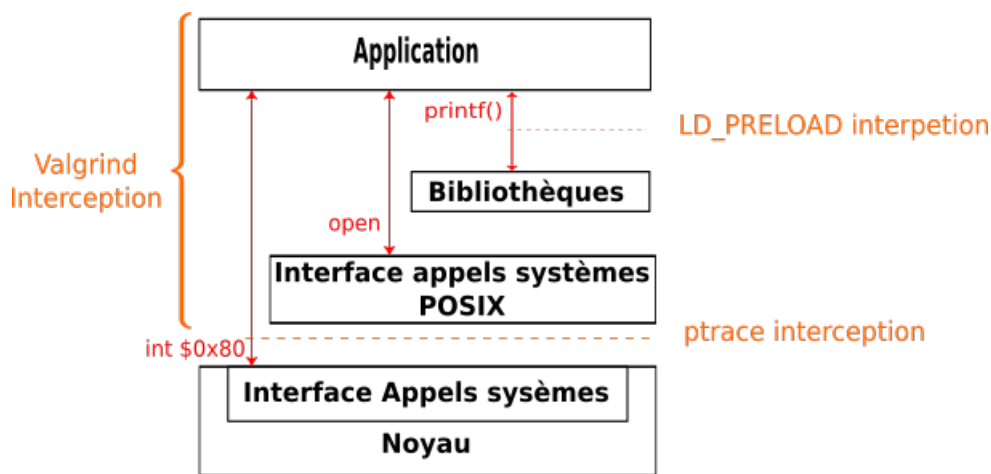 Application
printf()
LD_PRELOAD interpetion
Valgrind
Interception
Bibliothèques
open
Interface appels systèmes
POSIX
ptrace interception
int $0x80
Interface Appels sysèmes
Noyau